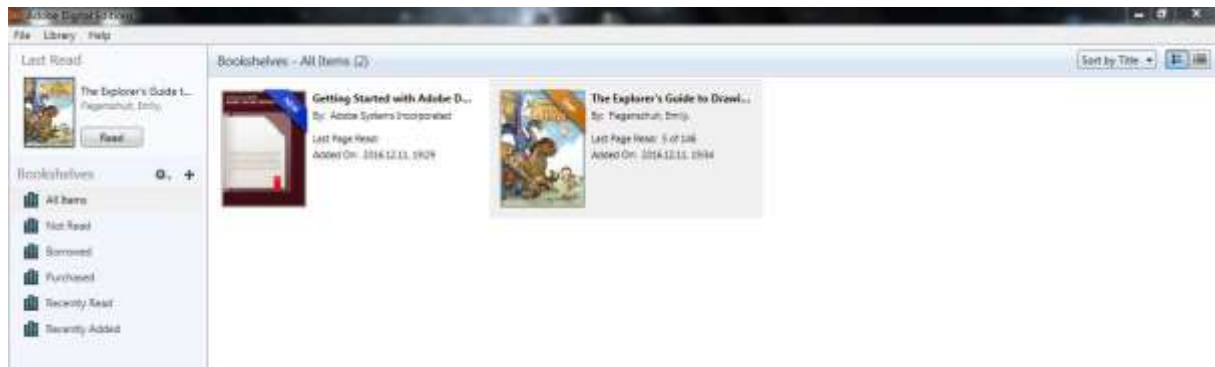 Adobe Digital Editions
File Library Help
Last Read
The Explorer's Guide t...
Fegenschuh, Emily.
Read
Bookshelves
All Items
Not Read
Borrowed
Purchased
Recently Read
Recently Added
Bookshelves - All Items (2)
Sort by Title
Getting Started with Adobe D...
By: Adobe Systems Incorporated
Last Page Read:
Added On: 2016.12.11. 19:29
NEW
The Explorer's Guide to Drawi...
By: Fegenschuh, Emily.
Last Page Read: 5 of 146
Added On: 2016.12.11. 19:34